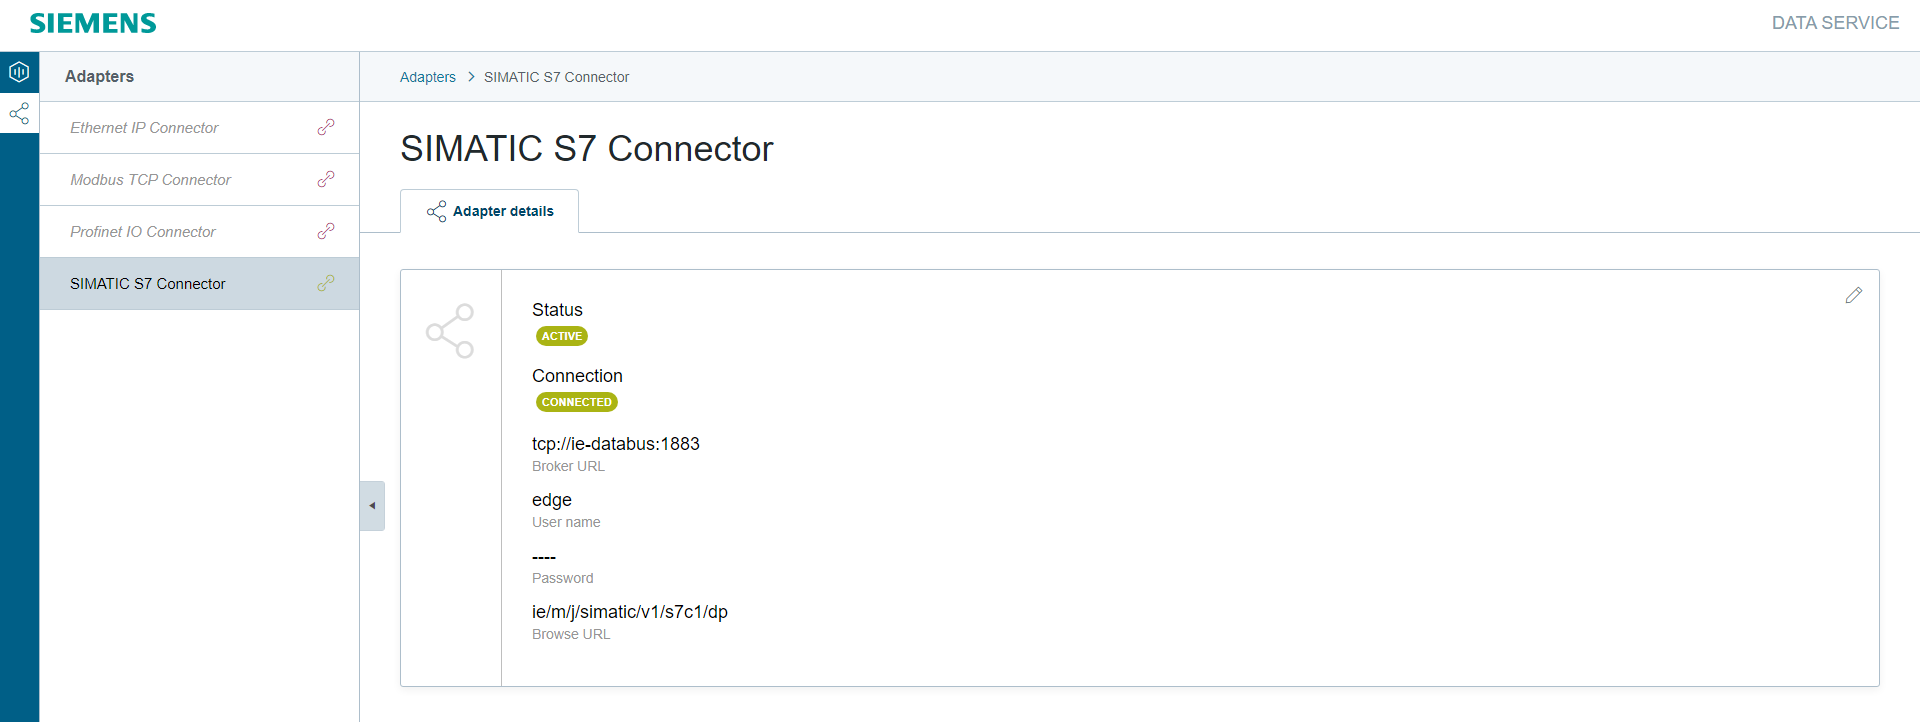 SIEMENS
DATA SERVICE
Adapters
Ethernet IP Connector
Modbus TCP Connector
Profinet IO Connector
SIMATIC S7 Connector
Adapters > SIMATIC S7 Connector
SIMATIC S7 Connector
Adapter details
Status
ACTIVE
Connection
CONNECTED
tcp://ie-databus:1883
Broker URL
edge
User name
----
Password
ie/m/j/simatic/v1/s7c1/dp
Browse URL